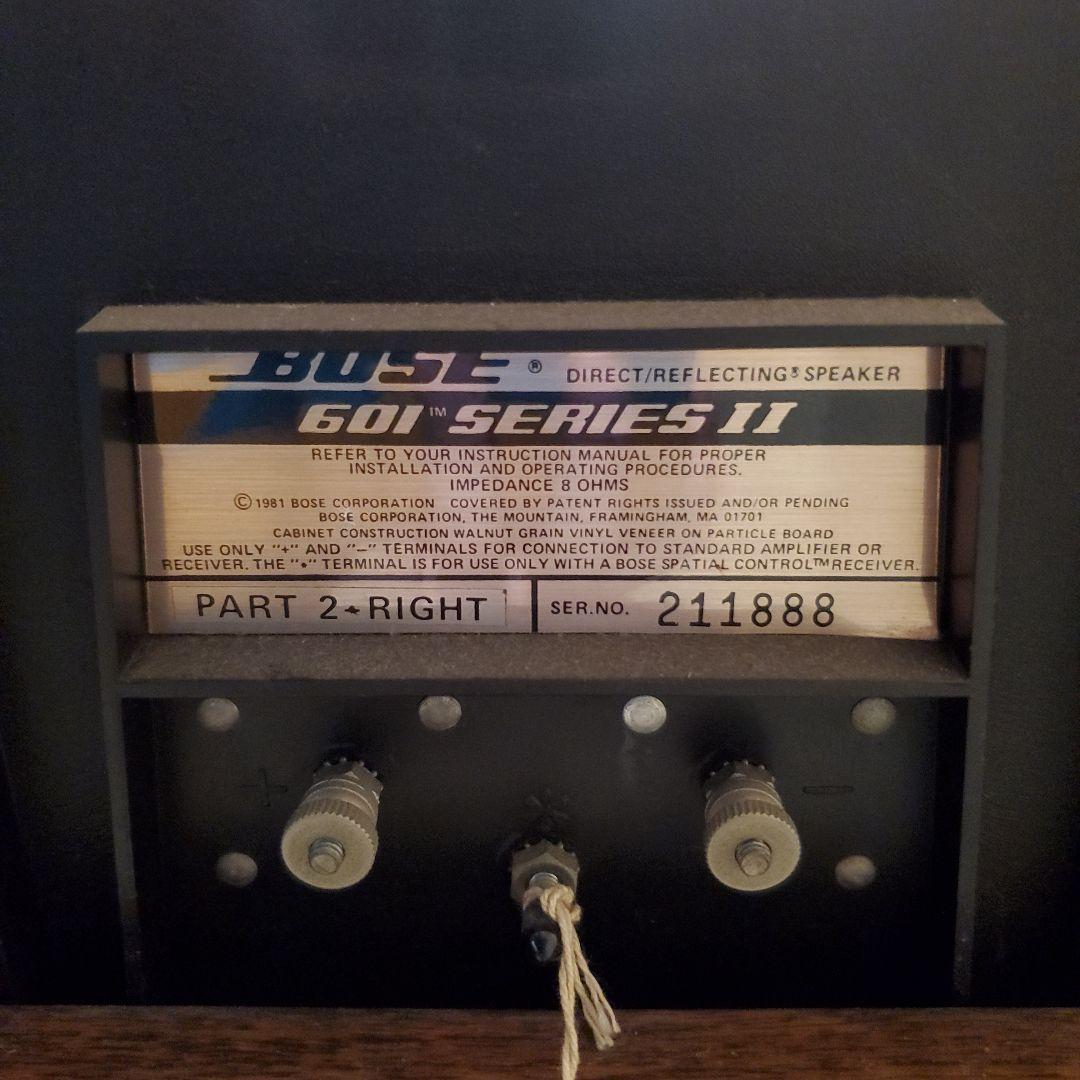 BOSE ® DIRECT/REFLECTING® SPEAKER
601™ SERIES II
REFER TO YOUR INSTRUCTION MANUAL FOR PROPER
INSTALLATION AND OPERATING PROCEDURES.
IMPEDANCE 8 OHMS
©1981 BOSE CORPORATION COVERED BY PATENT RIGHTS ISSUED AND/OR PENDING
BOSE CORPORATION, THE MOUNTAIN, FRAMINGHAM, MA 01701
CABINET CONSTRUCTION WALNUT GRAIN VINYL VENEER ON PARTICLE BOARD
USE ONLY "+" AND "–" TERMINALS FOR CONNECTION TO STANDARD AMPLIFIER OR
RECEIVER. THE "•" TERMINAL IS FOR USE ONLY WITH A BOSE SPATIAL CONTROL™ RECEIVER.
PART 2-RIGHT SER.NO. 211888
+ –